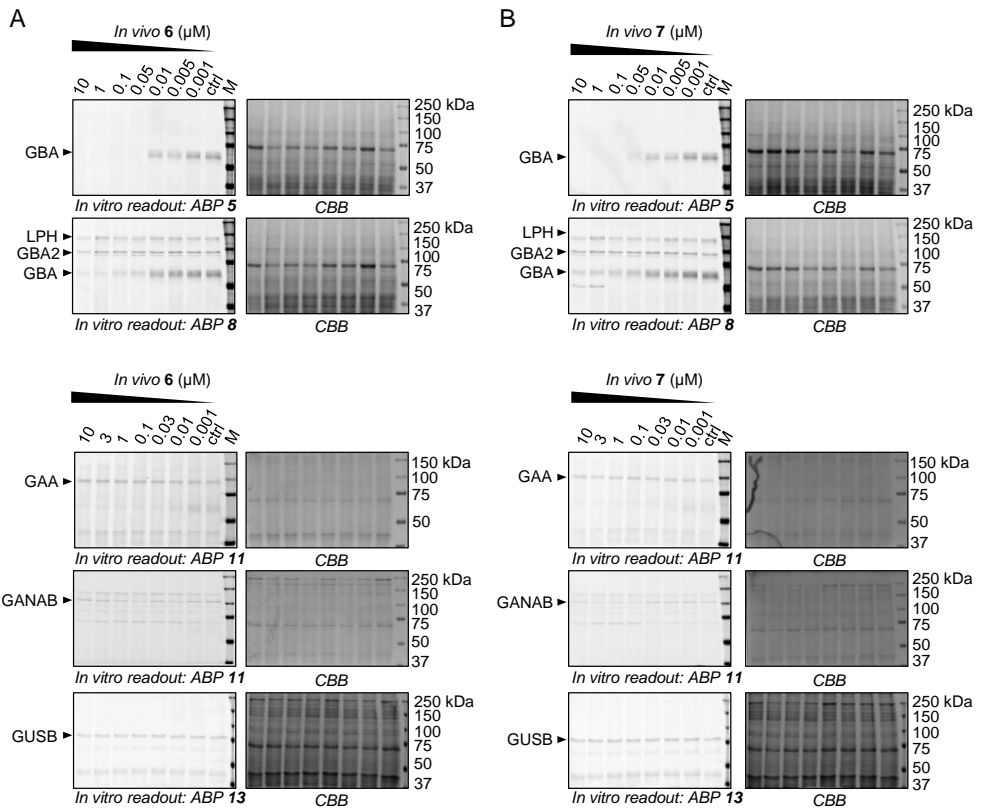 A
In vivo 6 (µM)
10 1 0.1 0.05 0.01 0.005 0.001 ctrl M
GBA
250 kDa
150
100
75
50
37
In vitro readout: ABP 5
CBB
LPH
GBA2
GBA
250 kDa
150
100
75
50
37
In vitro readout: ABP 8
CBB
In vivo 6 (µM)
10 3 1 0.1 0.03 0.01 0.001 ctrl M
GAA
150 kDa
100
75
50
37
In vitro readout: ABP 11
CBB
GANAB
250 kDa
150
100
75
50
37
In vitro readout: ABP 11
CBB
GUSB
250 kDa
150
100
75
50
37
In vitro readout: ABP 13
CBB
B
In vivo 7 (µM)
10 1 0.1 0.05 0.01 0.005 0.001 ctrl M
GBA
250 kDa
150
100
75
50
37
In vitro readout: ABP 5
CBB
LPH
GBA2
GBA
250 kDa
150
100
75
50
37
In vitro readout: ABP 8
CBB
In vivo 7 (µM)
10 3 1 0.1 0.03 0.01 0.001 ctrl M
GAA
150 kDa
100
75
50
37
In vitro readout: ABP 11
CBB
GANAB
250 kDa
150
100
75
50
37
In vitro readout: ABP 11
CBB
GUSB
250 kDa
150
100
75
50
37
In vitro readout: ABP 13
CBB